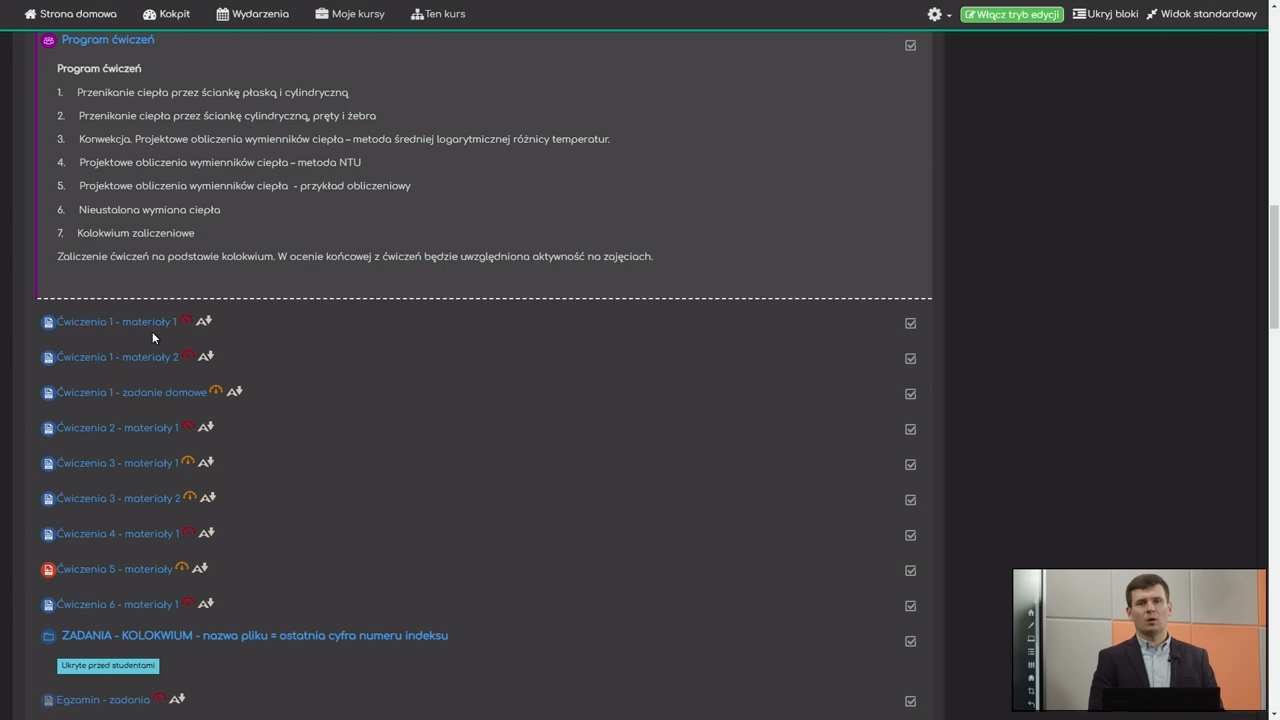 Strona domowa Kokpit Wydarzenia Moje kursy Ten kurs Włącz tryb edycji Ukryj bloki Widok standardowy
Program ćwiczeń
Program ćwiczeń
1. Przenikanie ciepła przez ściankę płaską i cylindryczną
2. Przenikanie ciepła przez ściankę cylindryczną, pręty i żebra
3. Konwekcja. Projektowe obliczenia wymienników ciepła – metoda średniej logarytmicznej różnicy temperatur.
4. Projektowe obliczenia wymienników ciepła – metoda NTU
5. Projektowe obliczenia wymienników ciepła - przykład obliczeniowy
6. Nieustalona wymiana ciepła
7. Kolokwium zaliczeniowe
Zaliczenie ćwiczeń na podstawie kolokwium. W ocenie końcowej z ćwiczeń będzie uwzględniona aktywność na zajęciach.
Ćwiczenia 1 - materiały 1
Ćwiczenia 1 - materiały 2
Ćwiczenia 1 - zadanie domowe
Ćwiczenia 2 - materiały 1
Ćwiczenia 3 - materiały 1
Ćwiczenia 3 - materiały 2
Ćwiczenia 4 - materiały 1
Ćwiczenia 5 - materiały
Ćwiczenia 6 - materiały 1
ZADANIA - KOLOKWIUM - nazwa pliku = ostatnia cyfra numeru indeksu
Ukryte przed studentami
Egzamin - zadania